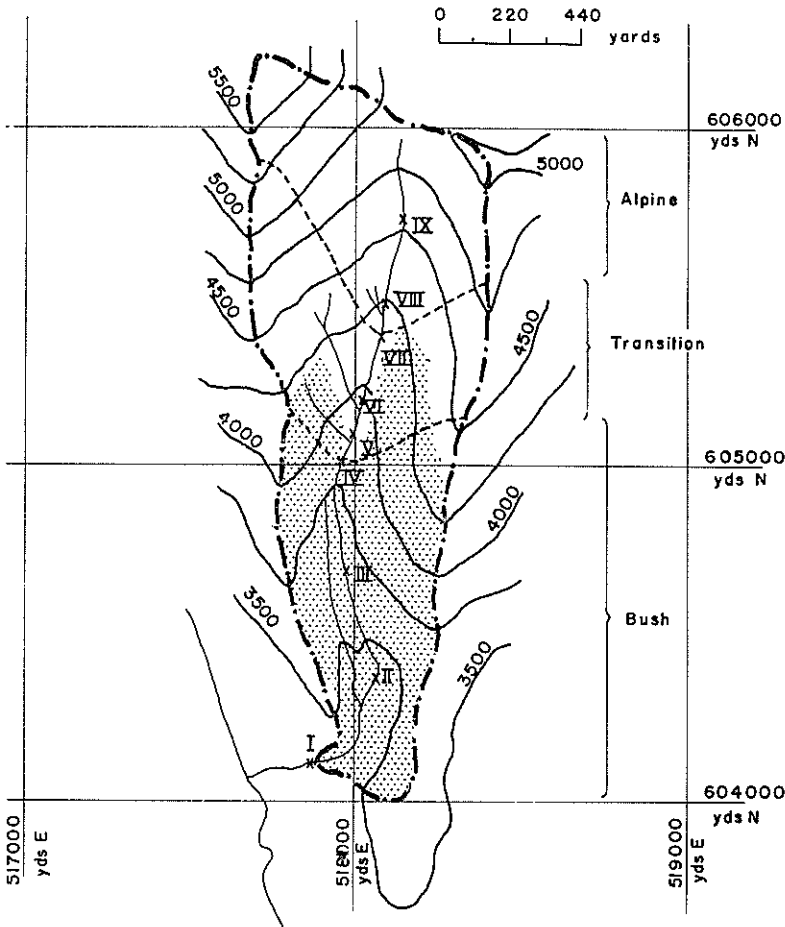 0 220 440
yards
5500
606000
yds N
5000
5000
Alpine
IX
4500
VIII
4500
Transition
VII
VI
4000
V
605000
yds N
IV
4000
III
3500
Bush
II
3500
I
604000
yds N
517000
yds E
518000
yds E
519000
yds E